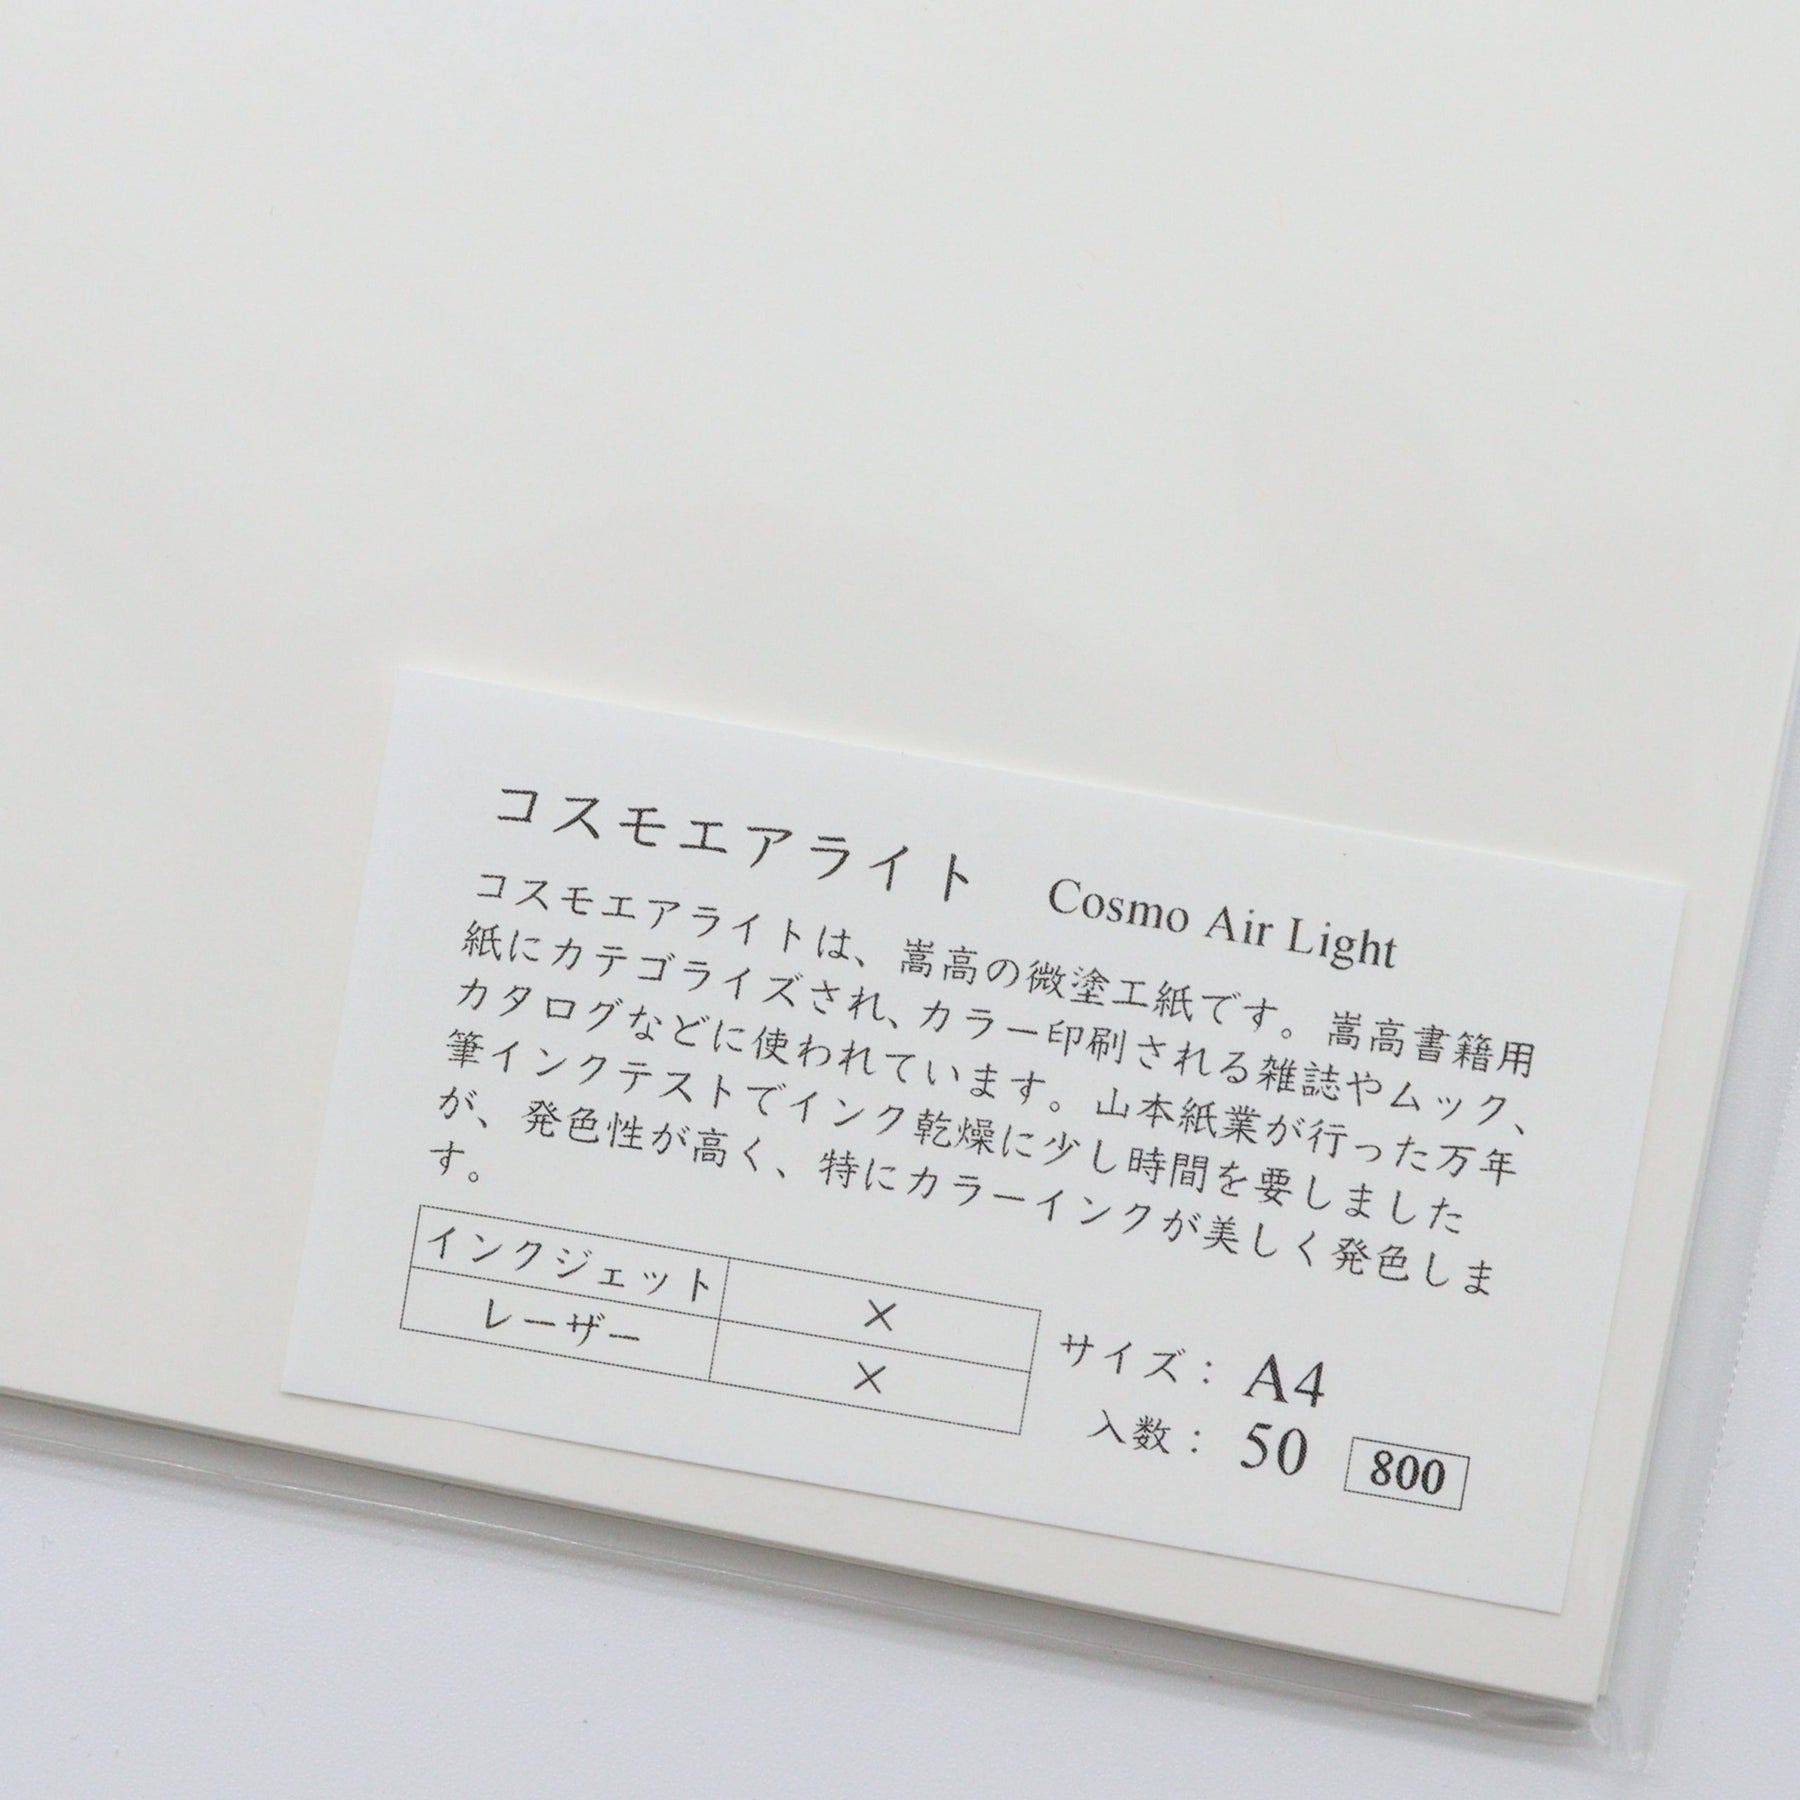 コスモエアライト　Cosmo Air Light
コスモエアライトは、嵩高の微塗工紙です。嵩高書籍用
紙にカテゴライズされ、カラー印刷される雑誌やムック、
カタログなどに使われています。山本紙業が行った万年
筆インクテストでインク乾燥に少し時間を要しました
が、発色性が高く、特にカラーインクが美しく発色しま
す。
インクジェット ×
レーザー ×
サイズ： A4
入数： 50 800